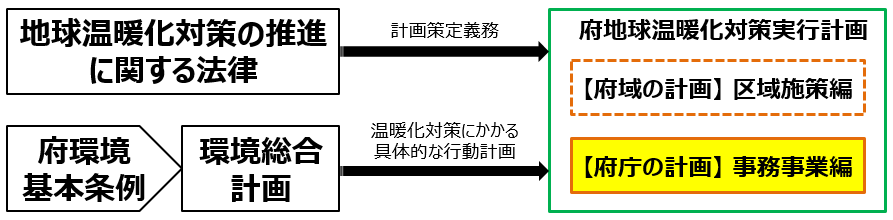 地球温暖化対策の推進
に関する法律
計画策定義務
府地球温暖化対策実行計画
【府域の計画】区域施策編
府環境
基本条例
環境総合
計画
温暖化対策にかかる
具体的な行動計画
【府庁の計画】事務事業編